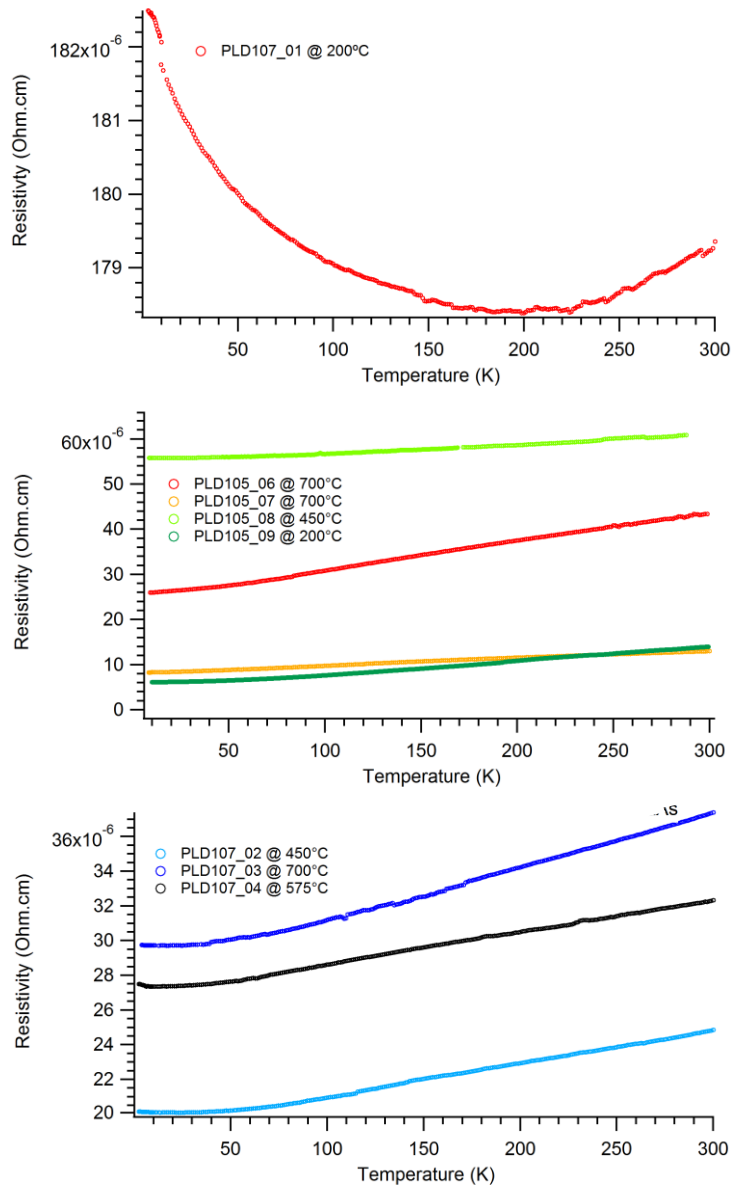 182x10-6
181
180
179
Resistivty (Ohm.cm)
PLD107_01 @ 200ºC
50 100 150 200 250 300
Temperature (K)
60x10-6
50
40
30
20
10
0
Resistivity (Ohm.cm)
PLD105_06 @ 700°C
PLD105_07 @ 700°C
PLD105_08 @ 450°C
PLD105_09 @ 200°C
50 100 150 200 250 300
Temperature (K)
36x10-6
34
32
30
28
26
24
22
20
Resistivity (Ohm.cm)
PLD107_02 @ 450°C
PLD107_03 @ 700°C
PLD107_04 @ 575°C
50 100 150 200 250 300
Temperature (K)